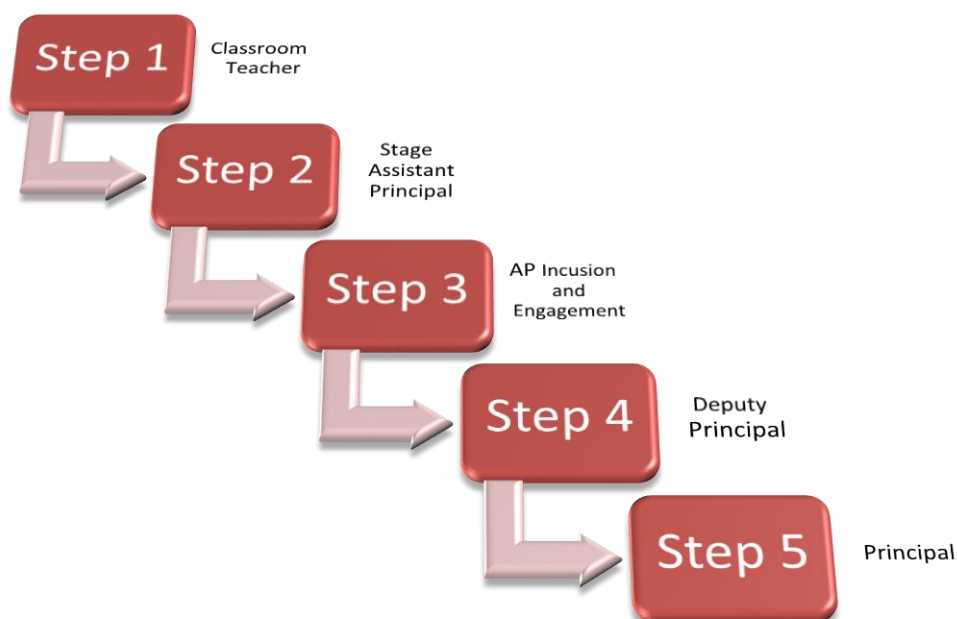 Step 1
Classroom
Teacher
Step 2
Stage
Assistant
Principal
Step 3
AP Incusion
and
Engagement
Step 4
Deputy
Principal
Step 5
Principal